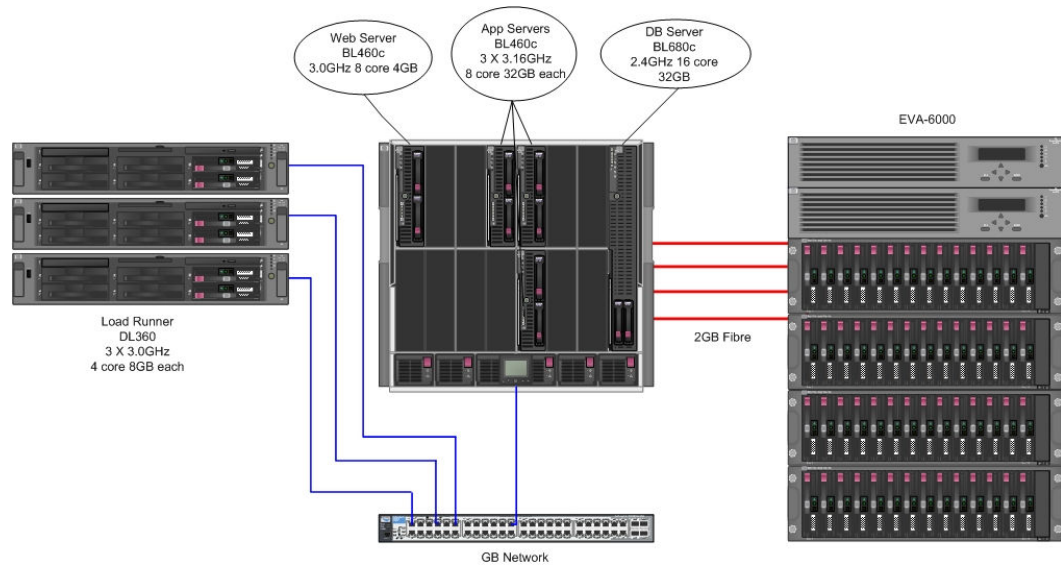 Web Server
BL460c
3.0GHz 8 core 4GB
App Servers
BL460c
3 X 3.16GHz
8 core 32GB each
DB Server
BL680c
2.4GHz 16 core
32GB
EVA-6000
Load Runner
DL360
3 X 3.0GHz
4 core 8GB each
2GB Fibre
GB Network